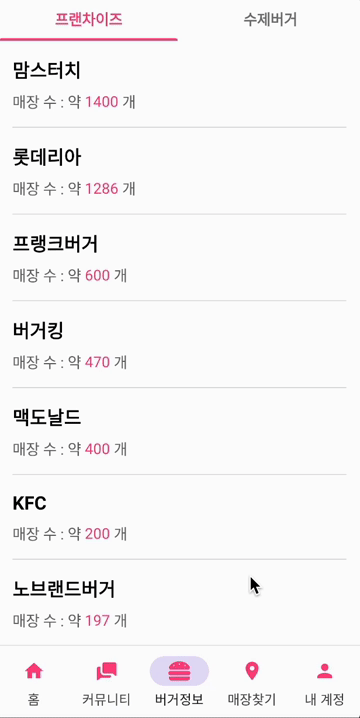 프랜차이즈 수제버거
맘스터치
매장 수 : 약 1400 개
롯데리아
매장 수 : 약 1286 개
프랭크버거
매장 수 : 약 600 개
버거킹
매장 수 : 약 470 개
맥도날드
매장 수 : 약 400 개
KFC
매장 수 : 약 200 개
노브랜드버거
매장 수 : 약 197 개
홈 커뮤니티 버거정보 매장찾기 내 계정